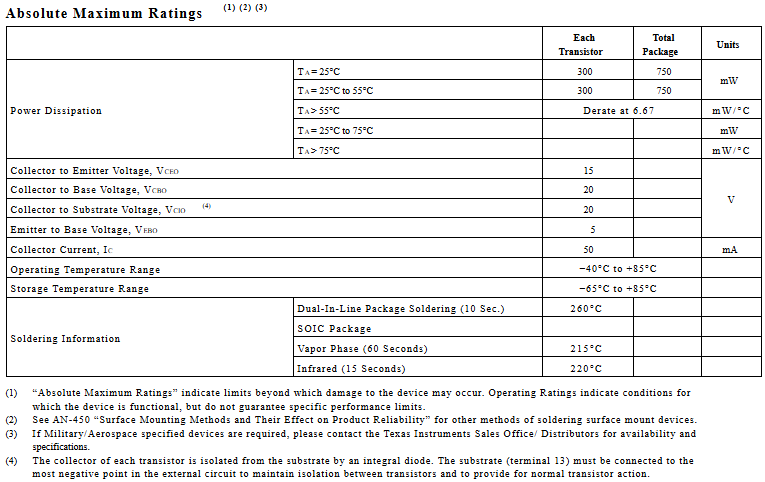 Absolute Maximum Ratings (1) (2) (3)
Each Transistor Total Package Units
Power Dissipation
TA = 25°C 300 750 mW
TA = 25°C to 55°C 300 750
TA > 55°C Derate at 6.67 mW/°C
TA = 25°C to 75°C mW
TA > 75°C mW/°C
Collector to Emitter Voltage, VCEO 15 V
Collector to Base Voltage, VCBO 20
Collector to Substrate Voltage, VCIO (4) 20
Emitter to Base Voltage, VEBO 5
Collector Current, IC 50 mA
Operating Temperature Range −40°C to +85°C
Storage Temperature Range −65°C to +85°C
Soldering Information
Dual-In-Line Package Soldering (10 Sec.) 260°C
SOIC Package
Vapor Phase (60 Seconds) 215°C
Infrared (15 Seconds) 220°C
(1) “Absolute Maximum Ratings” indicate limits beyond which damage to the device may occur. Operating Ratings indicate conditions for
which the device is functional, but do not guarantee specific performance limits.
(2) See AN-450 “Surface Mounting Methods and Their Effect on Product Reliability” for other methods of soldering surface mount devices.
(3) If Military/Aerospace specified devices are required, please contact the Texas Instruments Sales Office/ Distributors for availability and
specifications.
(4) The collector of each transistor is isolated from the substrate by an integral diode. The substrate (terminal 13) must be connected to the
most negative point in the external circuit to maintain isolation between transistors and to provide for normal transistor action.